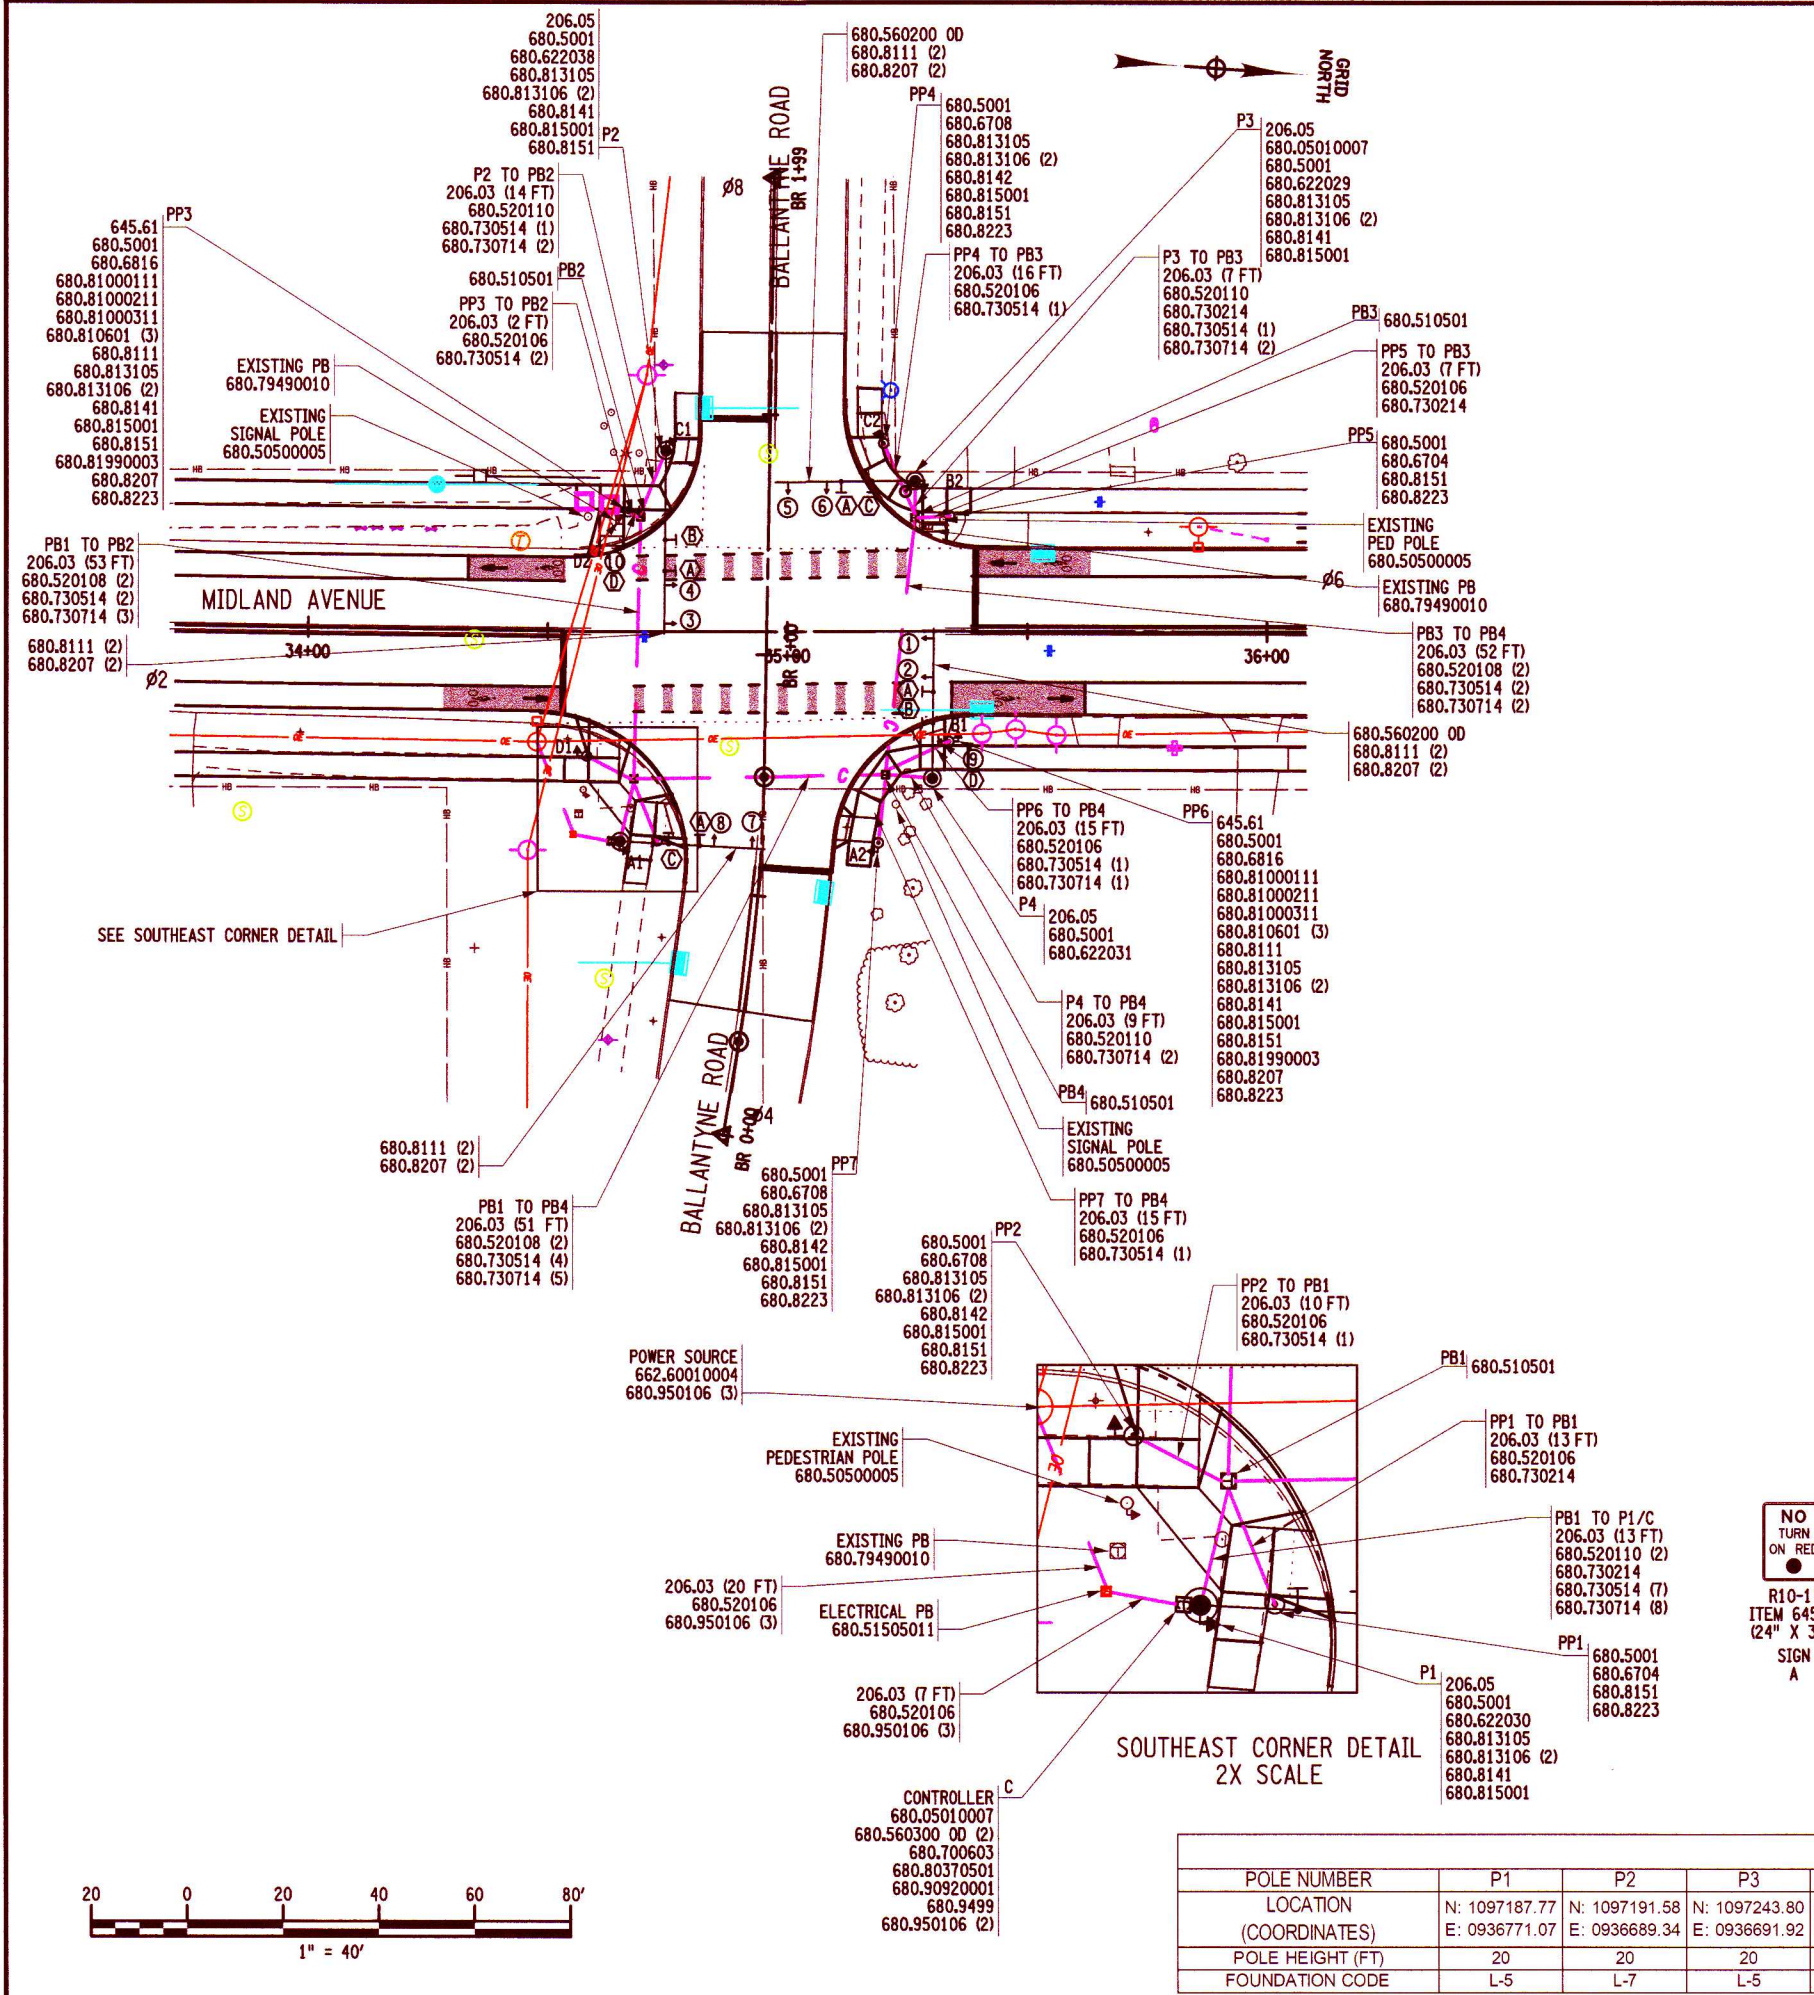 206.05
680.5001
680.622038
680.813105
680.813106 (2)
680.8141
680.815001
680.8151
P2
P2 TO PB2
206.03 (14 FT)
680.520110
680.730514 (1)
680.730714 (2)
PB2
680.510501
PP3 TO PB2
206.03 (2 FT)
680.520106
680.730514 (2)
PP3
645.61
680.5001
680.6816
680.81000111
680.81000211
680.81000311
680.810601 (3)
680.8111
680.813105
680.813106 (2)
680.8141
680.815001
680.8151
680.81990003
680.8207
680.8223
EXISTING PB
680.79490010
EXISTING
SIGNAL POLE
680.50500005
PB1 TO PB2
206.03 (53 FT)
680.520108 (2)
680.730514 (2)
680.730714 (3)
680.8111 (2)
680.8207 (2)
Ø2
MIDLAND AVENUE
34+00
35+00
36+00
Ø8
BALLANTYNE ROAD
BR 1+99
680.560200 OD
680.8111 (2)
680.8207 (2)
GRID
NORTH
PP4
680.5001
680.6708
680.813105
680.813106 (2)
680.8142
680.815001
680.8151
680.8223
PP4 TO PB3
206.03 (16 FT)
680.520106
680.730514 (1)
P3
206.05
680.05010007
680.5001
680.622029
680.813105
680.813106 (2)
680.8141
680.815001
P3 TO PB3
206.03 (7 FT)
680.520110
680.730214
680.730514 (1)
680.730714 (2)
PB3
680.510501
PP5 TO PB3
206.03 (7 FT)
680.520106
680.730214
PP5
680.5001
680.6704
680.8151
680.8223
EXISTING
PED POLE
680.50500005
Ø6
EXISTING PB
680.79490010
PB3 TO PB4
206.03 (52 FT)
680.520108 (2)
680.730514 (2)
680.730714 (2)
680.560200 OD
680.8111 (2)
680.8207 (2)
C1
C2
B2
D2
D1
B1
A1
A2
5
6
A
C
B
A
4
3
10
D
1
2
A
B
9
D
A
8
7
C
BR 1+00
SEE SOUTHEAST CORNER DETAIL
PP6 TO PB4
206.03 (15 FT)
680.520106
680.730514 (1)
680.730714 (1)
P4
206.05
680.5001
680.622031
PP6
645.61
680.5001
680.6816
680.81000111
680.81000211
680.81000311
680.810601 (3)
680.8111
680.813105
680.813106 (2)
680.8141
680.815001
680.8151
680.81990003
680.8207
680.8223
P4 TO PB4
206.03 (9 FT)
680.520110
680.730714 (2)
PB4
680.510501
EXISTING
SIGNAL POLE
680.50500005
PP7 TO PB4
206.03 (15 FT)
680.520106
680.730514 (1)
BALLANTYNE ROAD
BR 0+00
Ø4
680.8111 (2)
680.8207 (2)
PB1 TO PB4
206.03 (51 FT)
680.520108 (2)
680.730514 (4)
680.730714 (5)
PP7
680.5001
680.6708
680.813105
680.813106 (2)
680.8142
680.815001
680.8151
680.8223
PP2
680.5001
680.6708
680.813105
680.813106 (2)
680.8142
680.815001
680.8151
680.8223
PP2 TO PB1
206.03 (10 FT)
680.520106
680.730514 (1)
POWER SOURCE
662.60010004
680.950106 (3)
PB1
680.510501
EXISTING
PEDESTRIAN POLE
680.50500005
PP1 TO PB1
206.03 (13 FT)
680.520106
680.730214
EXISTING PB
680.79490010
PB1 TO P1/C
206.03 (13 FT)
680.520110 (2)
680.730214
680.730514 (7)
680.730714 (8)
206.03 (20 FT)
680.520106
680.950106 (3)
ELECTRICAL PB
680.51505011
PP1
680.5001
680.6704
680.8151
680.8223
206.03 (7 FT)
680.520106
680.950106 (3)
P1
206.05
680.5001
680.622030
680.813105
680.813106 (2)
680.8141
680.815001
SOUTHEAST CORNER DETAIL
2X SCALE
C
CONTROLLER
680.05010007
680.560300 OD (2)
680.700603
680.80370501
680.90920001
680.9499
680.950106 (2)
NO
TURN
ON RED
R10-1
ITEM 645
(24" X 3
SIGN
A
20 0 20 40 60 80'
1" = 40'
POLE NUMBER P1 P2 P3
LOCATION N: 1097187.77 N: 1097191.58 N: 1097243.80
(COORDINATES) E: 0936771.07 E: 0936689.34 E: 0936691.92
POLE HEIGHT (FT) 20 20 20
FOUNDATION CODE L-5 L-7 L-5